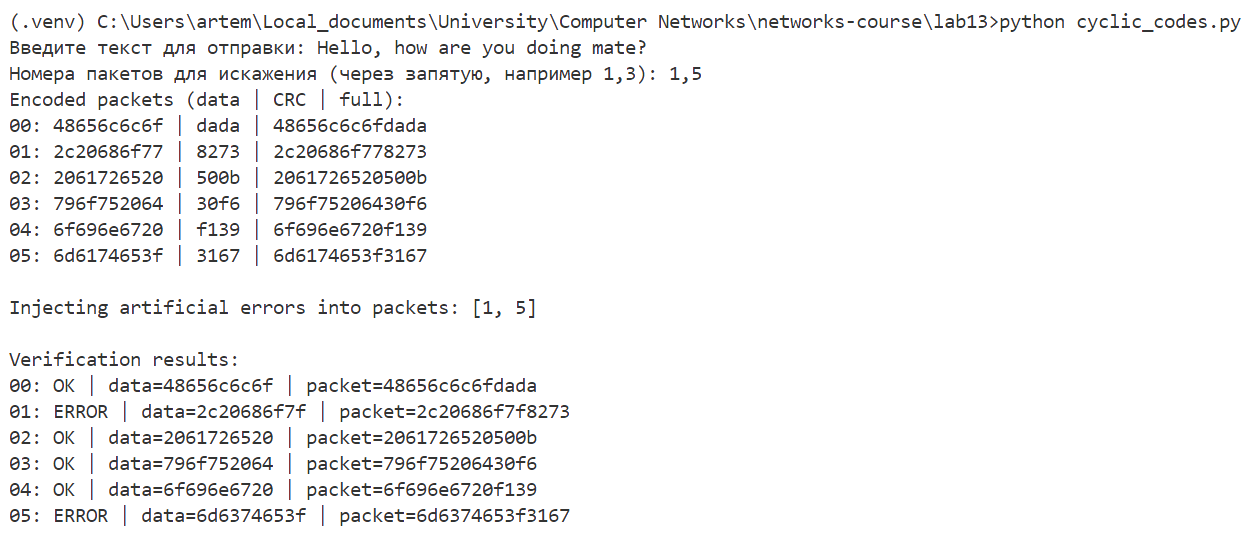 (.venv) C:\Users\artem\Local_documents\University\Computer Networks\networks-course\lab13>python cyclic_codes.py
Введите текст для отправки: Hello, how are you doing mate?
Номера пакетов для искажения (через запятую, например 1,3): 1,5
Encoded packets (data | CRC | full):
00: 48656c6c6f | dada | 48656c6c6fdada
01: 2c20686f77 | 8273 | 2c20686f778273
02: 2061726520 | 500b | 2061726520500b
03: 796f752064 | 30f6 | 796f75206430f6
04: 6f696e6720 | f139 | 6f696e6720f139
05: 6d6174653f | 3167 | 6d6174653f3167
Injecting artificial errors into packets: [1, 5]
Verification results:
00: OK | data=48656c6c6f | packet=48656c6c6fdada
01: ERROR | data=2c20686f7f | packet=2c20686f7f8273
02: OK | data=2061726520 | packet=2061726520500b
03: OK | data=796f752064 | packet=796f75206430f6
04: OK | data=6f696e6720 | packet=6f696e6720f139
05: ERROR | data=6d6374653f | packet=6d6374653f3167